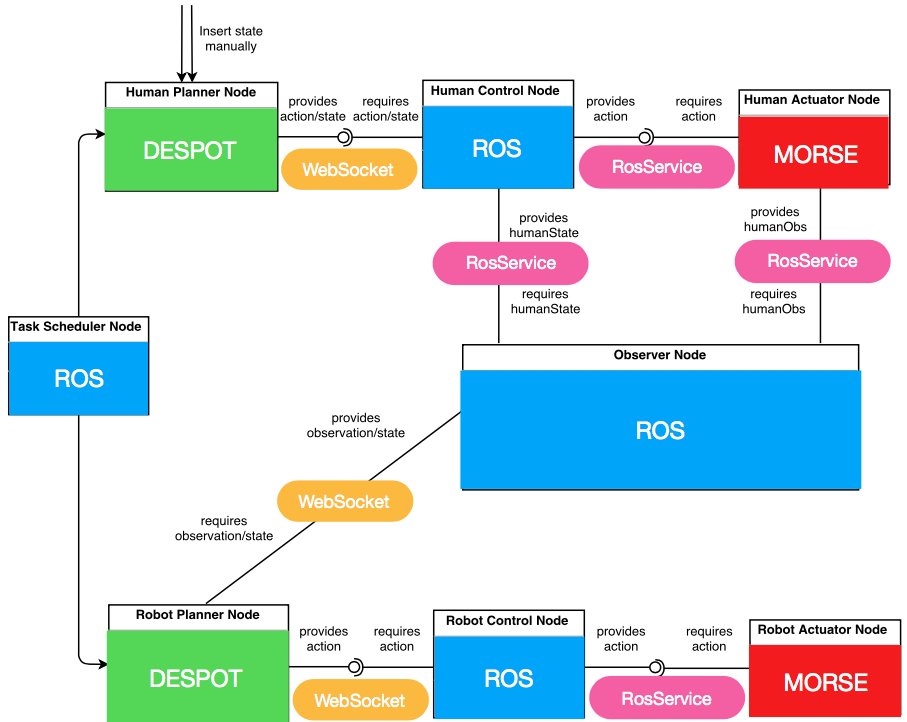 Insert state
manually
Human Planner Node
DESPOT
provides
action/state
requires
action/state
WebSocket
Human Control Node
ROS
provides
action
requires
action
RosService
Human Actuator Node
MORSE
provides
humanState
RosService
requires
humanState
provides
humanObs
RosService
requires
humanObs
Task Scheduler Node
ROS
Observer Node
ROS
provides
observation/state
WebSocket
requires
observation/state
Robot Planner Node
DESPOT
provides
action
requires
action
WebSocket
Robot Control Node
ROS
provides
action
requires
action
RosService
Robot Actuator Node
MORSE